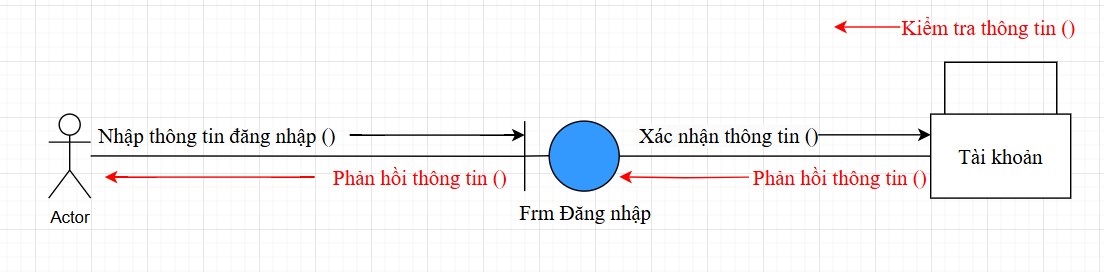 Kiểm tra thông tin ()
Nhập thông tin đăng nhập ()
Xác nhận thông tin ()
Tài khoản
Phản hồi thông tin ()
Phản hồi thông tin ()
Actor
Frm Đăng nhập